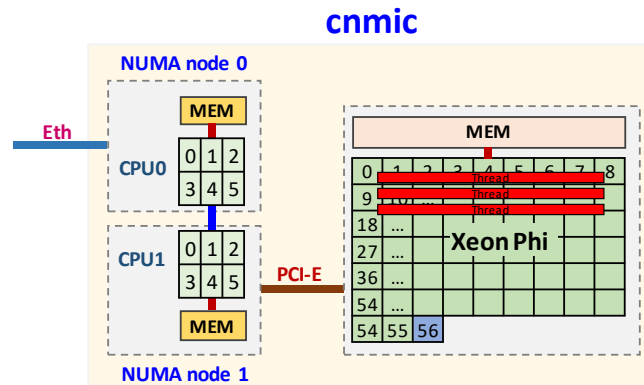 cnmic
NUMA node 0
MEM
Eth
CPU0
0 1 2
3 4 5
CPU1
0 1 2
3 4 5
MEM
NUMA node 1
PCI-E
MEM
0 1 2 3 4 5 6 7 8
Thread
9 10 ...
Thread
Thread
18 ...
Xeon Phi
27 ...
36 ...
54 ...
54 55 56